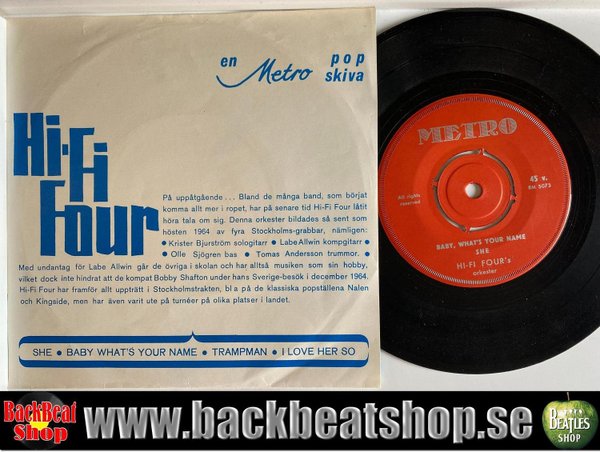 en Metro pop skiva
Hi-Fi
Four
På uppåtgående... Bland de många band, som börjat
komma allt mer i ropet, har på senare tid Hi-Fi Four låtit
höra tala om sig. Denna orkester bildades så sent som
hösten 1964 av fyra Stockholms-grabbar, nämligen:
• Krister Bjurström sologitarr • Labe Allwin kompgitarr •
• Olle Sjögren bas • Tomas Andersson trummor. •
Med undantag för Labe Allwin går de övriga i skolan och har alltså musiken som sin hobby,
vilket dock inte hindrat att de kompat Bobby Shafton under hans Sverige-besök i december 1964.
Hi-Fi Four har framför allt uppträtt i Stockholmstrakten, bl a på de klassiska popställena Nalen
och Kingside, men har även varit ute på turnéer på olika platser i landet.
SHE • BABY WHAT'S YOUR NAME • TRAMPMAN • I LOVE HER SO
METRO
All rights
reserved
45 v.
BM 5073
BABY, WHAT'S YOUR NAME
SHE
HI-FI FOUR's
orkester
BackBeat
Shop
www.backbeatshop.se
BEATLES
SHOP